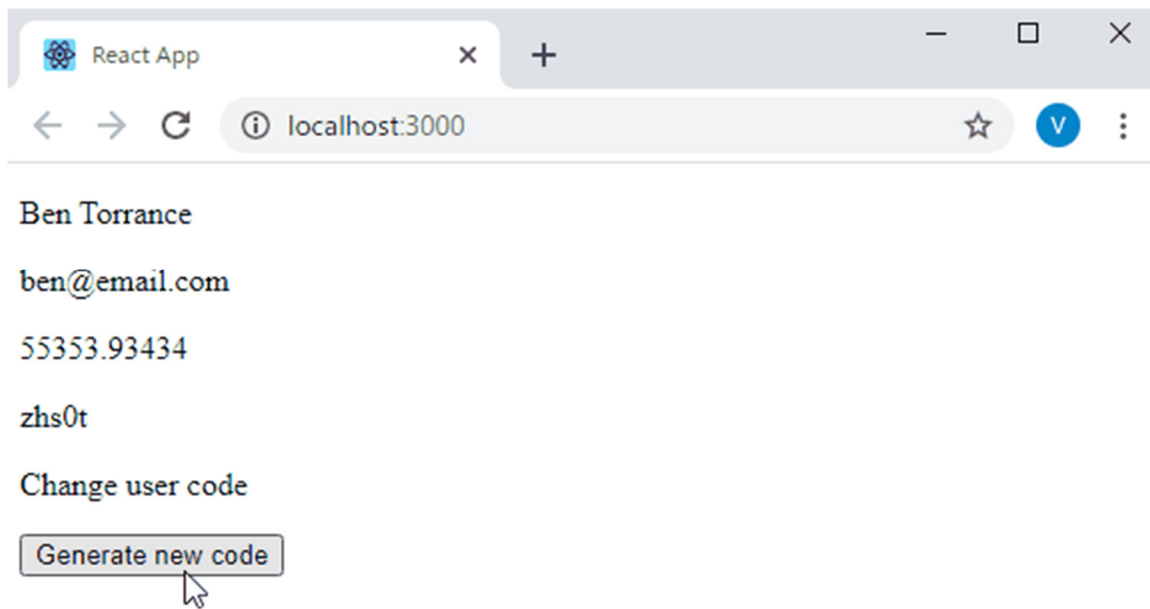 React App
localhost:3000
V
Ben Torrance
ben@email.com
55353.93434
zhs0t
Change user code
Generate new code